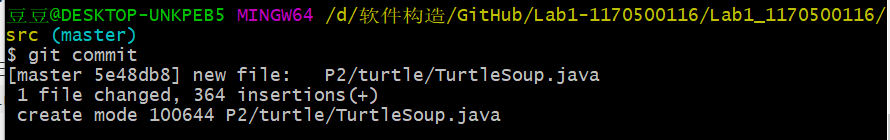 豆豆@DESKTOP-UNKPEB5 MINGW64 /d/软件构造/GitHub/Lab1-1170500116/Lab1_1170500116/
src (master)
$ git commit
[master 5e48db8] new file:   P2/turtle/TurtleSoup.java
 1 file changed, 364 insertions(+)
 create mode 100644 P2/turtle/TurtleSoup.java